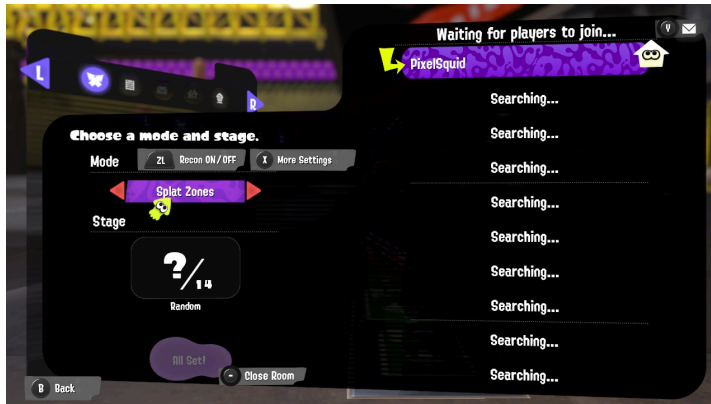 Waiting for players to join...
Y
L
R
PixelSquid
Searching...
Searching...
Searching...
Searching...
Searching...
Searching...
Searching...
Searching...
Searching...
Choose a mode and stage.
Mode
ZL Recon ON/OFF
X More Settings
Splat Zones
Stage
?/14
Random
All Set!
- Close Room
B Back